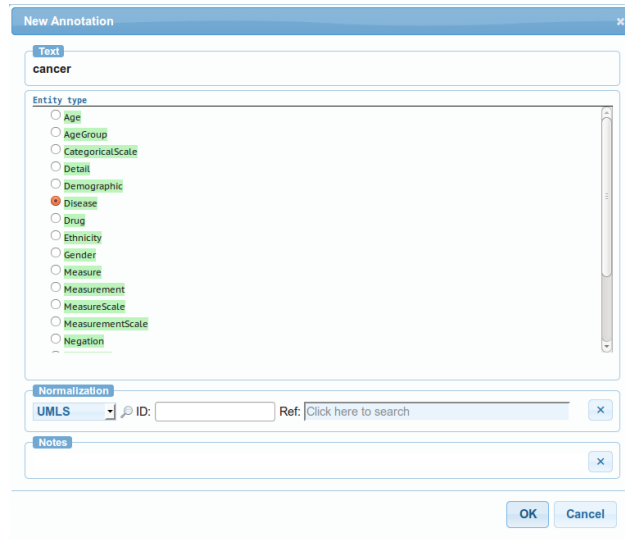 New Annotation
Text
cancer
Entity type
Age
AgeGroup
CategoricalScale
Detail
Demographic
Disease
Drug
Ethnicity
Gender
Measure
Measurement
MeasureScale
MeasurementScale
Negation
Normalization
UMLS ID: Ref: Click here to search
Notes
OK Cancel